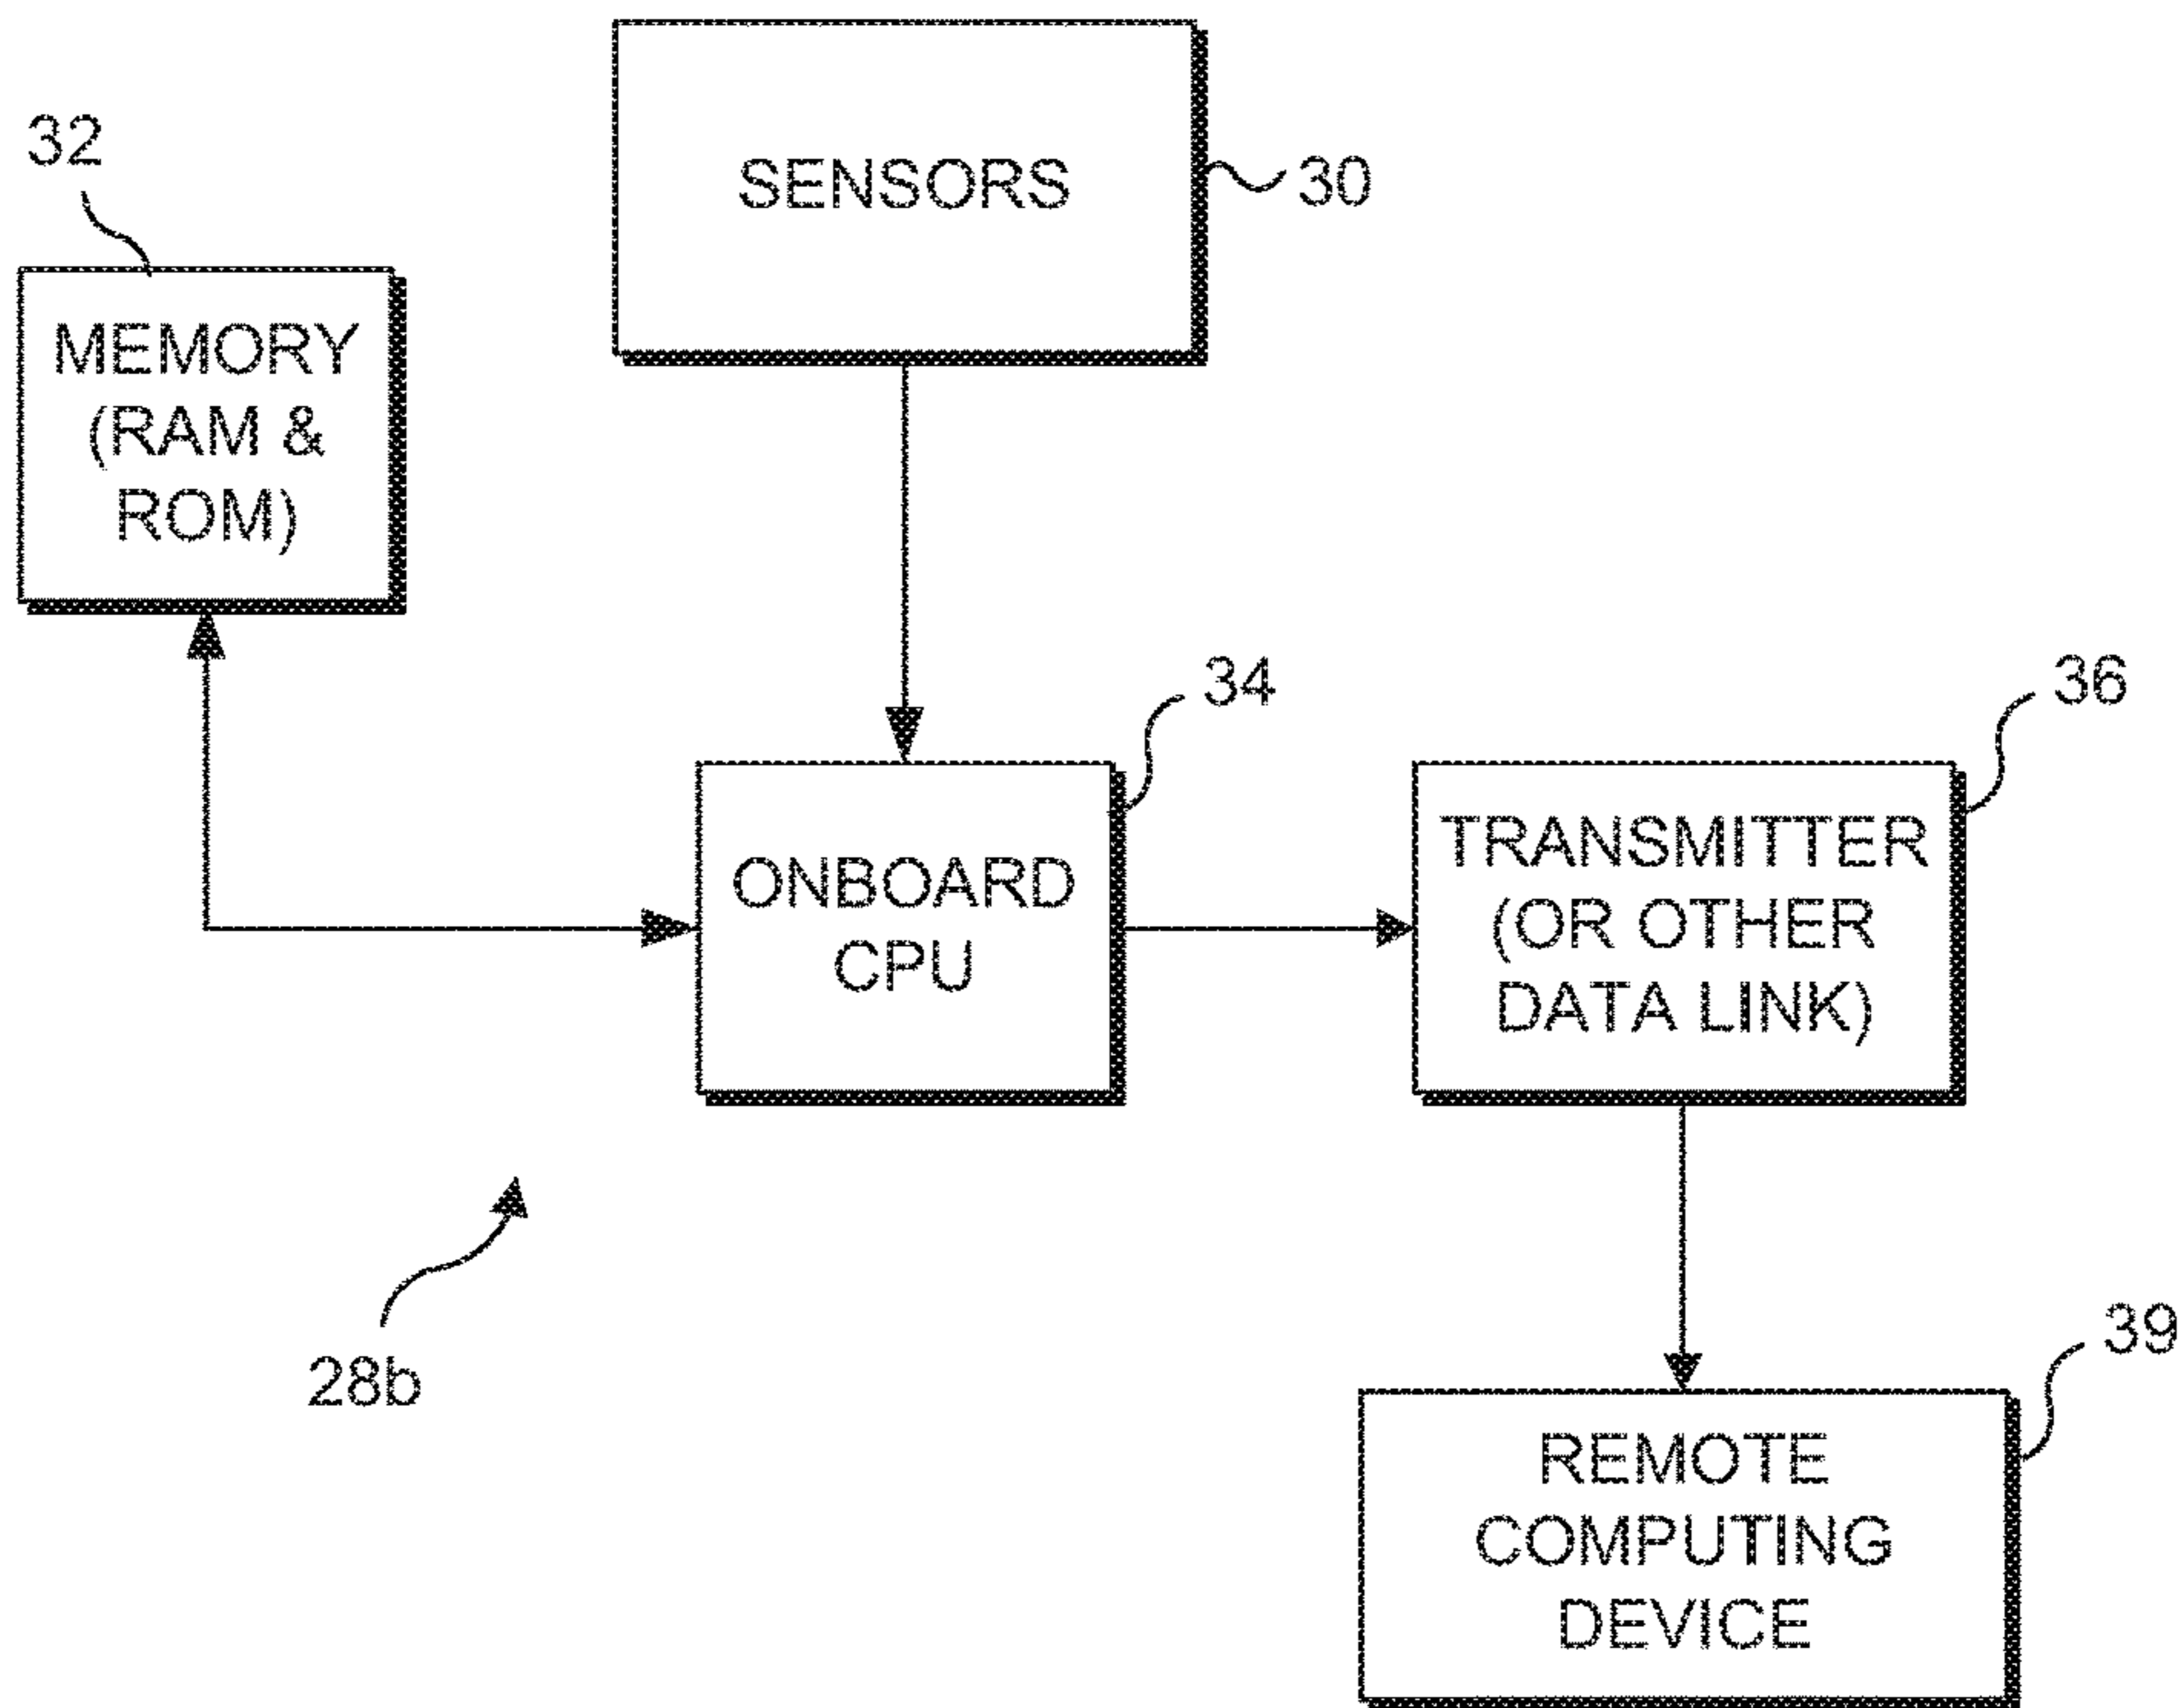 32
SENSORS
30
MEMORY
(RAM &
ROM)
34
36
ONBOARD
CPU
TRANSMITTER
(OR OTHER
DATA LINK)
28b
39
REMOTE
COMPUTING
DEVICE